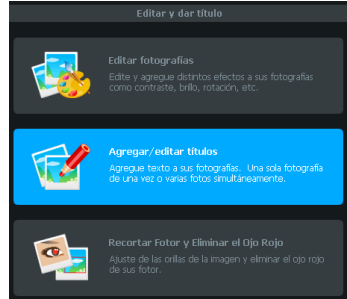 Editar y dar título
Editar fotografías
Edite y agregue distintos efectos a sus fotografías
como contraste, brillo, rotación, etc.
Agregar/editar títulos
Agregue texto a sus fotografías. Una sola fotografía
de una vez o varias fotos simultáneamente.
Recortar Fotor y Eliminar el Ojo Rojo
Ajuste de las orillas de la imagen y elminar el ojo rojo
de sus fotor.